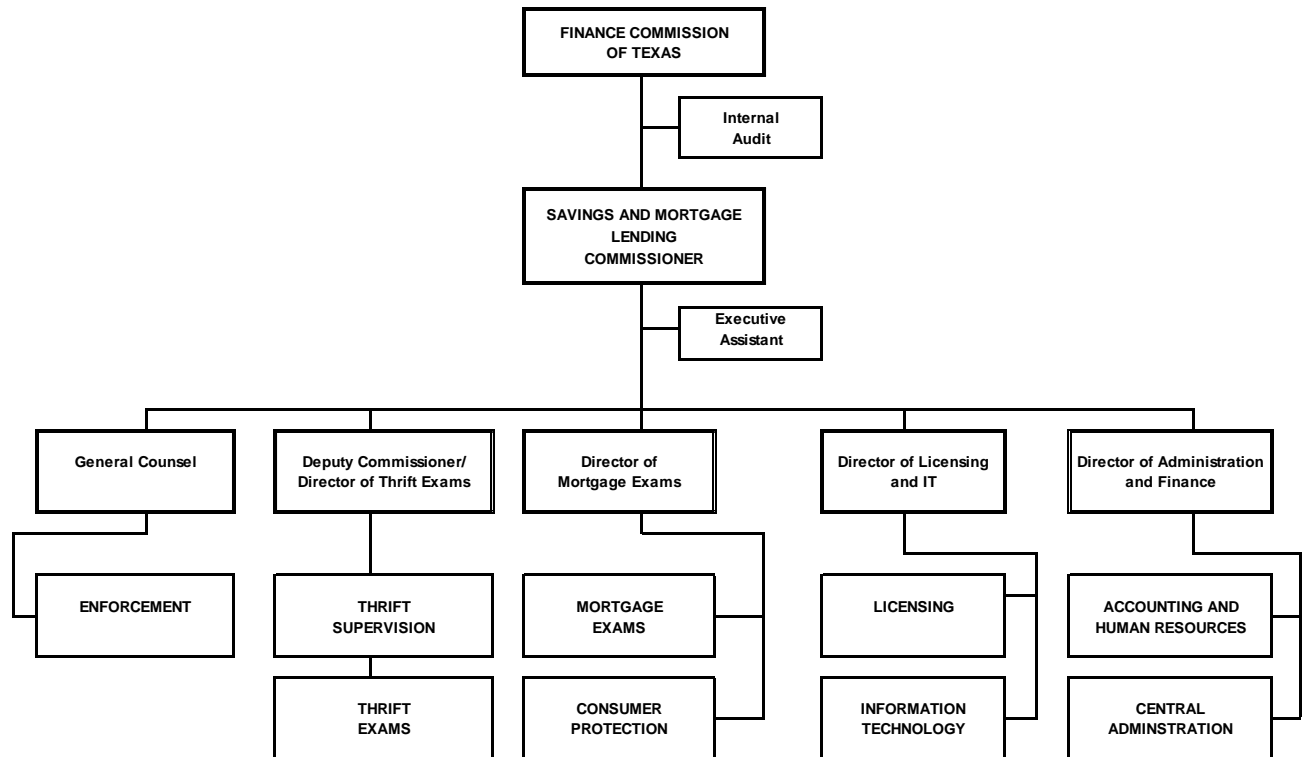 FINANCE COMMISSION
OF TEXAS
Internal
Audit
SAVINGS AND MORTGAGE
LENDING
COMMISSIONER
Executive
Assistant
General Counsel
Deputy Commissioner/
Director of Thrift Exams
Director of
Mortgage Exams
Director of Licensing
and IT
Director of Administration
and Finance
ENFORCEMENT
THRIFT
SUPERVISION
MORTGAGE
EXAMS
LICENSING
ACCOUNTING AND
HUMAN RESOURCES
THRIFT
EXAMS
CONSUMER
PROTECTION
INFORMATION
TECHNOLOGY
CENTRAL
ADMINSTRATION